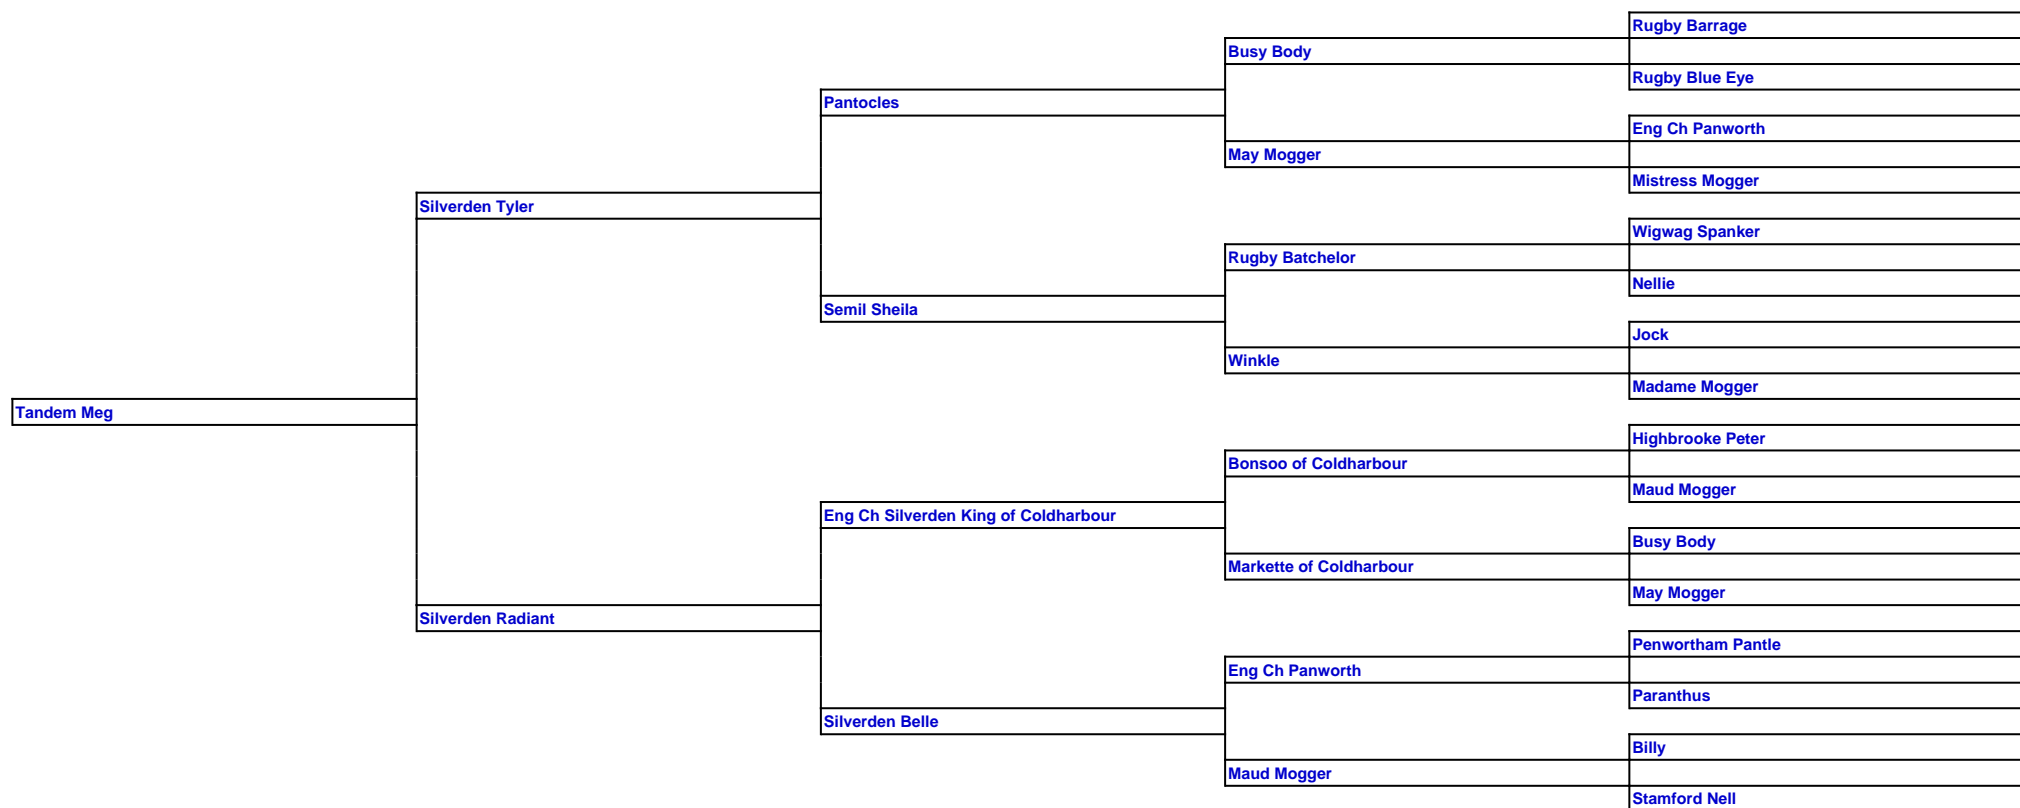 Rugby Barrage
Busy Body
Rugby Blue Eye
Pantocles
Eng Ch Panworth
May Mogger
Mistress Mogger
Silverden Tyler
Wigwag Spanker
Rugby Batchelor
Nellie
Semil Sheila
Jock
Winkle
Madame Mogger
Tandem Meg
Highbrooke Peter
Bonsoo of Coldharbour
Maud Mogger
Eng Ch Silverden King of Coldharbour
Busy Body
Markette of Coldharbour
May Mogger
Silverden Radiant
Penwortham Pantle
Eng Ch Panworth
Paranthus
Silverden Belle
Billy
Maud Mogger
Stamford Nell